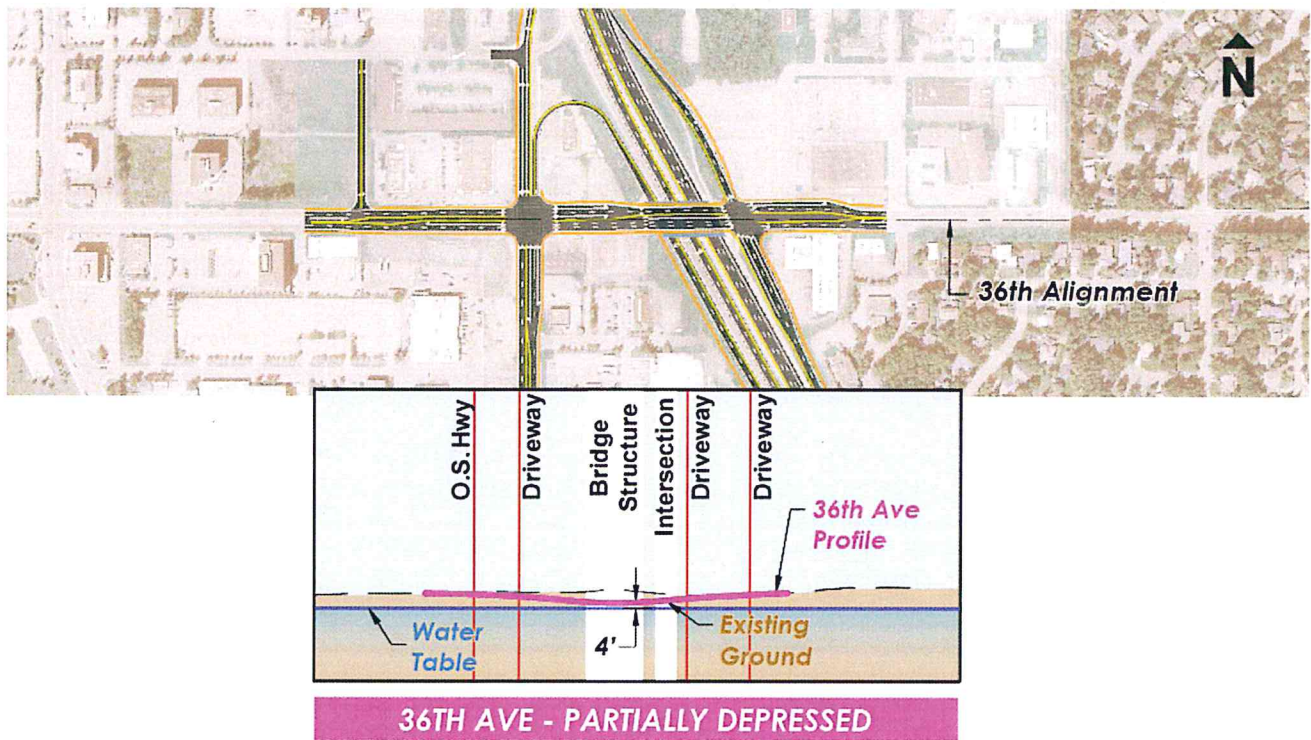 N
36th Alignment
O.S. Hwy
Driveway
Bridge
Structure
Intersection
Driveway
Driveway
36th Ave
Profile
Water
Table
4'
Existing
Ground
36TH AVE - PARTIALLY DEPRESSED